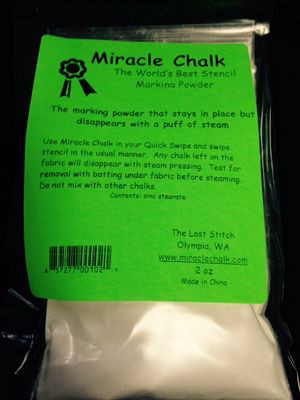 Miracle Chalk
The World's Best Stencil
Marking Powder
The marking powder that stays in place but
disappears with a puff of steam
Use Miracle Chalk in your Quick Swipe and swipe
stencil in the usual manner. Any chalk left on the
fabric will disappear with steam pressing. Test for
removal with batting under fabric before steaming.
Do not mix with other chalks.
Contents: zinc stearate
The Last Stitch
Olympia, WA
www.miraclechalk.com
2 oz
Made in China
8 57277 00102 1